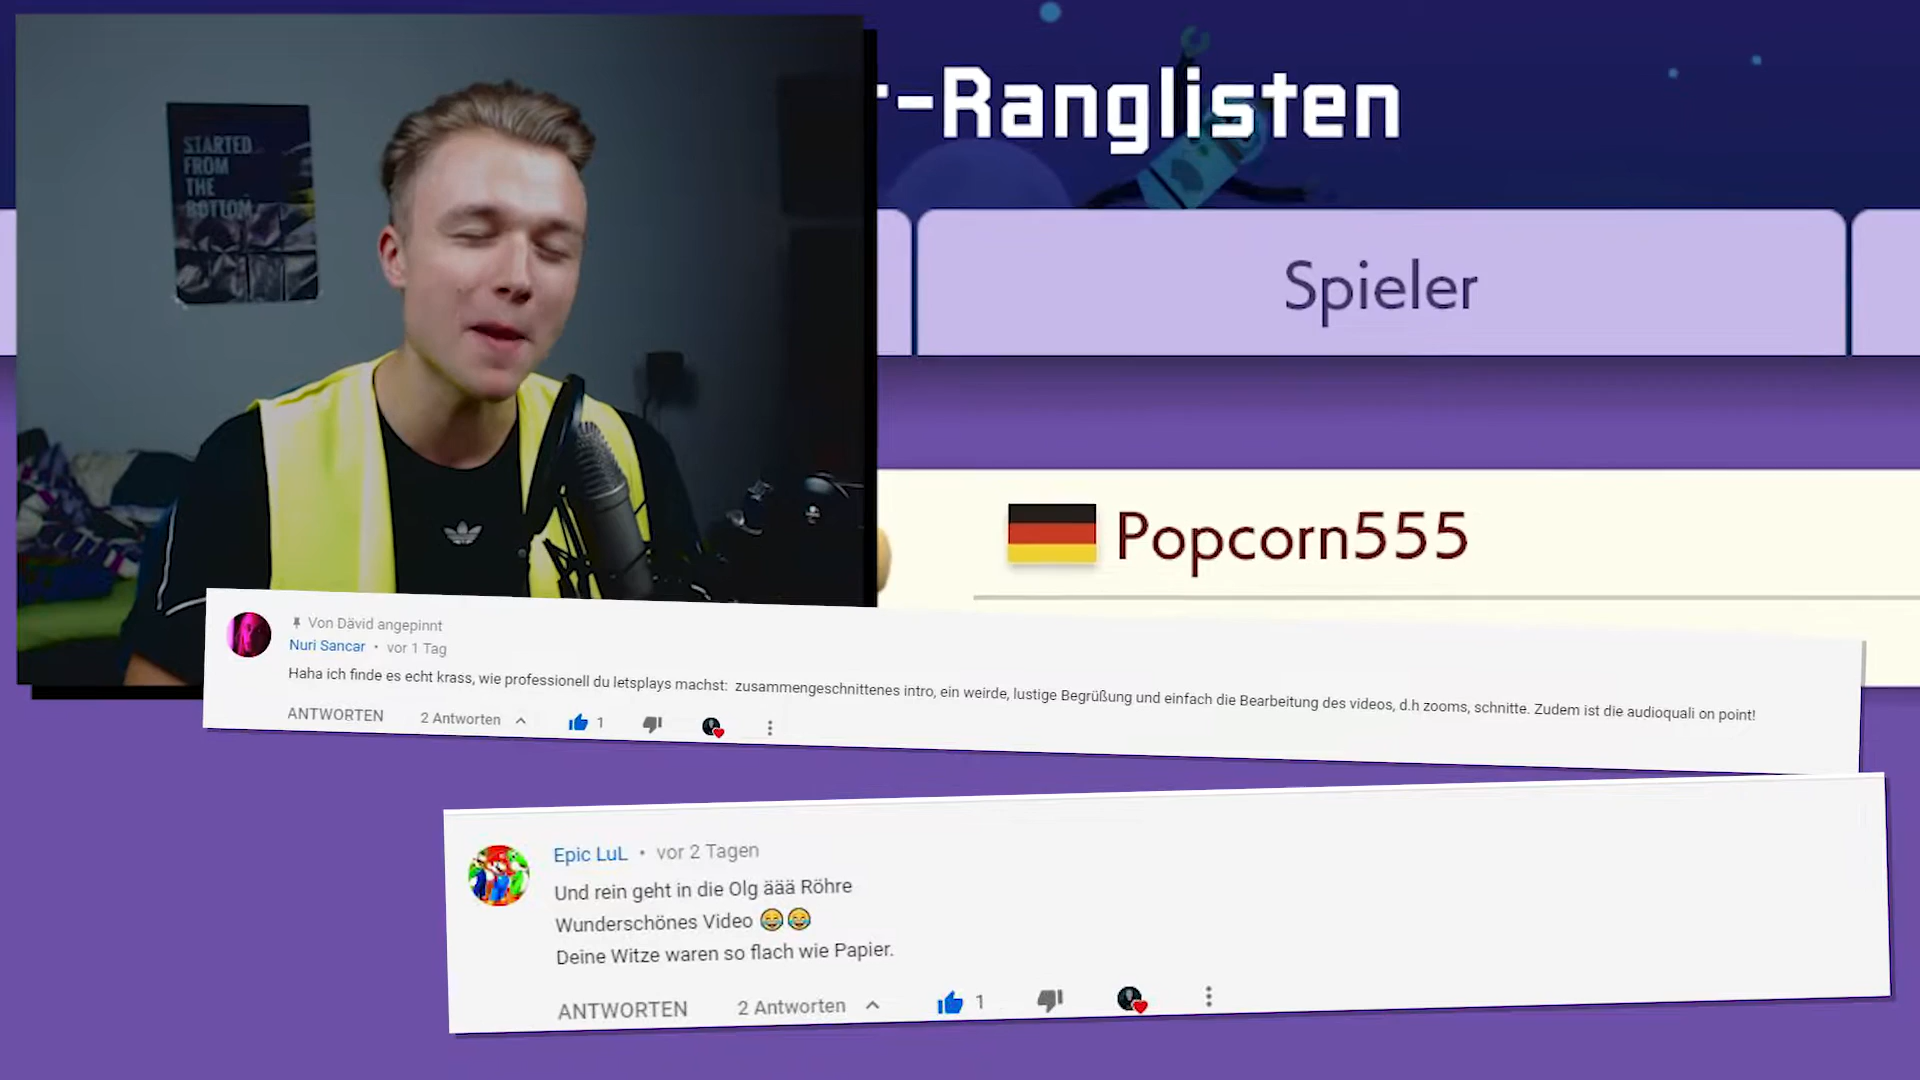 STARTED
FROM
THE
BOTTOM
-Ranglisten
Spieler
Popcorn555
Von Dävid angepinnt
Nuri Sancar • vor 1 Tag
Haha ich finde es echt krass, wie professionell du letsplays machst: zusammengeschnittenes intro, ein weirde, lustige Begrüßung und einfach die Bearbeitung des videos, d.h zooms, schnitte. Zudem ist die audioquali on point!
ANTWORTEN 2 Antworten 1
Epic LuL • vor 2 Tagen
Und rein geht in die Olg äää Röhre
Wunderschönes Video 😂😂
Deine Witze waren so flach wie Papier.
ANTWORTEN 2 Antworten 1